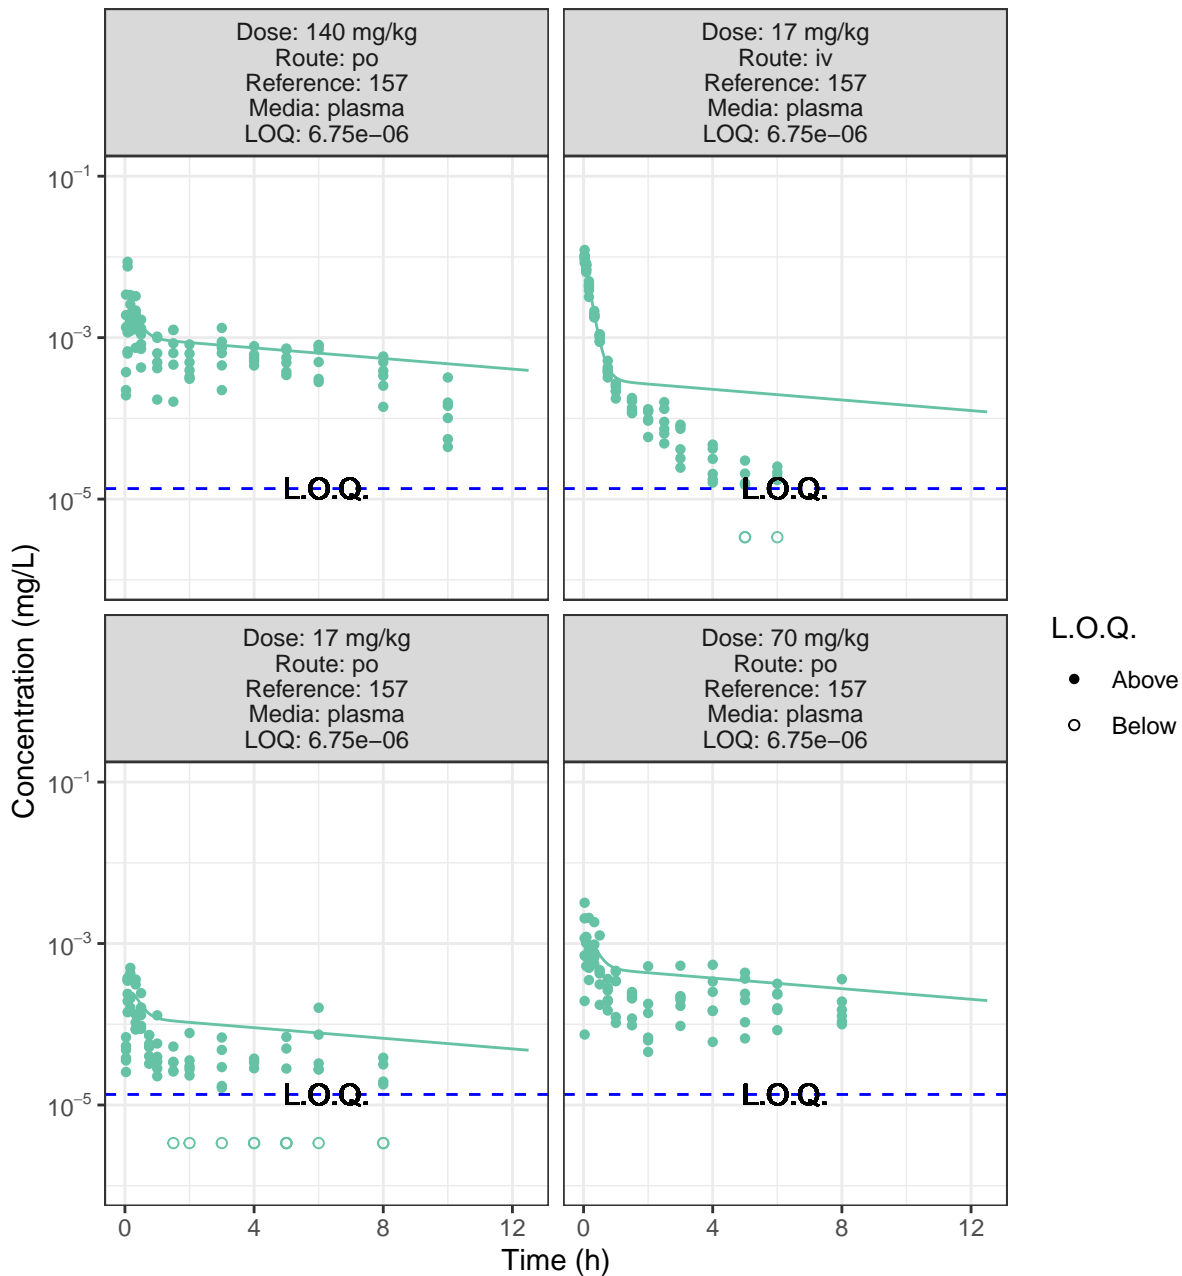 Dose: 140 mg/kg
Route: po
Reference: 157
Media: plasma
LOQ: 6.75e−06
Dose: 17 mg/kg
Route: iv
Reference: 157
Media: plasma
LOQ: 6.75e−06
10⁻¹
10⁻³
10⁻⁵
L.O.Q.
L.O.Q.
Concentration (mg/L)
Dose: 17 mg/kg
Route: po
Reference: 157
Media: plasma
LOQ: 6.75e−06
Dose: 70 mg/kg
Route: po
Reference: 157
Media: plasma
LOQ: 6.75e−06
10⁻¹
10⁻³
10⁻⁵
L.O.Q.
L.O.Q.
0 4 8 12
0 4 8 12
Time (h)
L.O.Q.
Above
Below